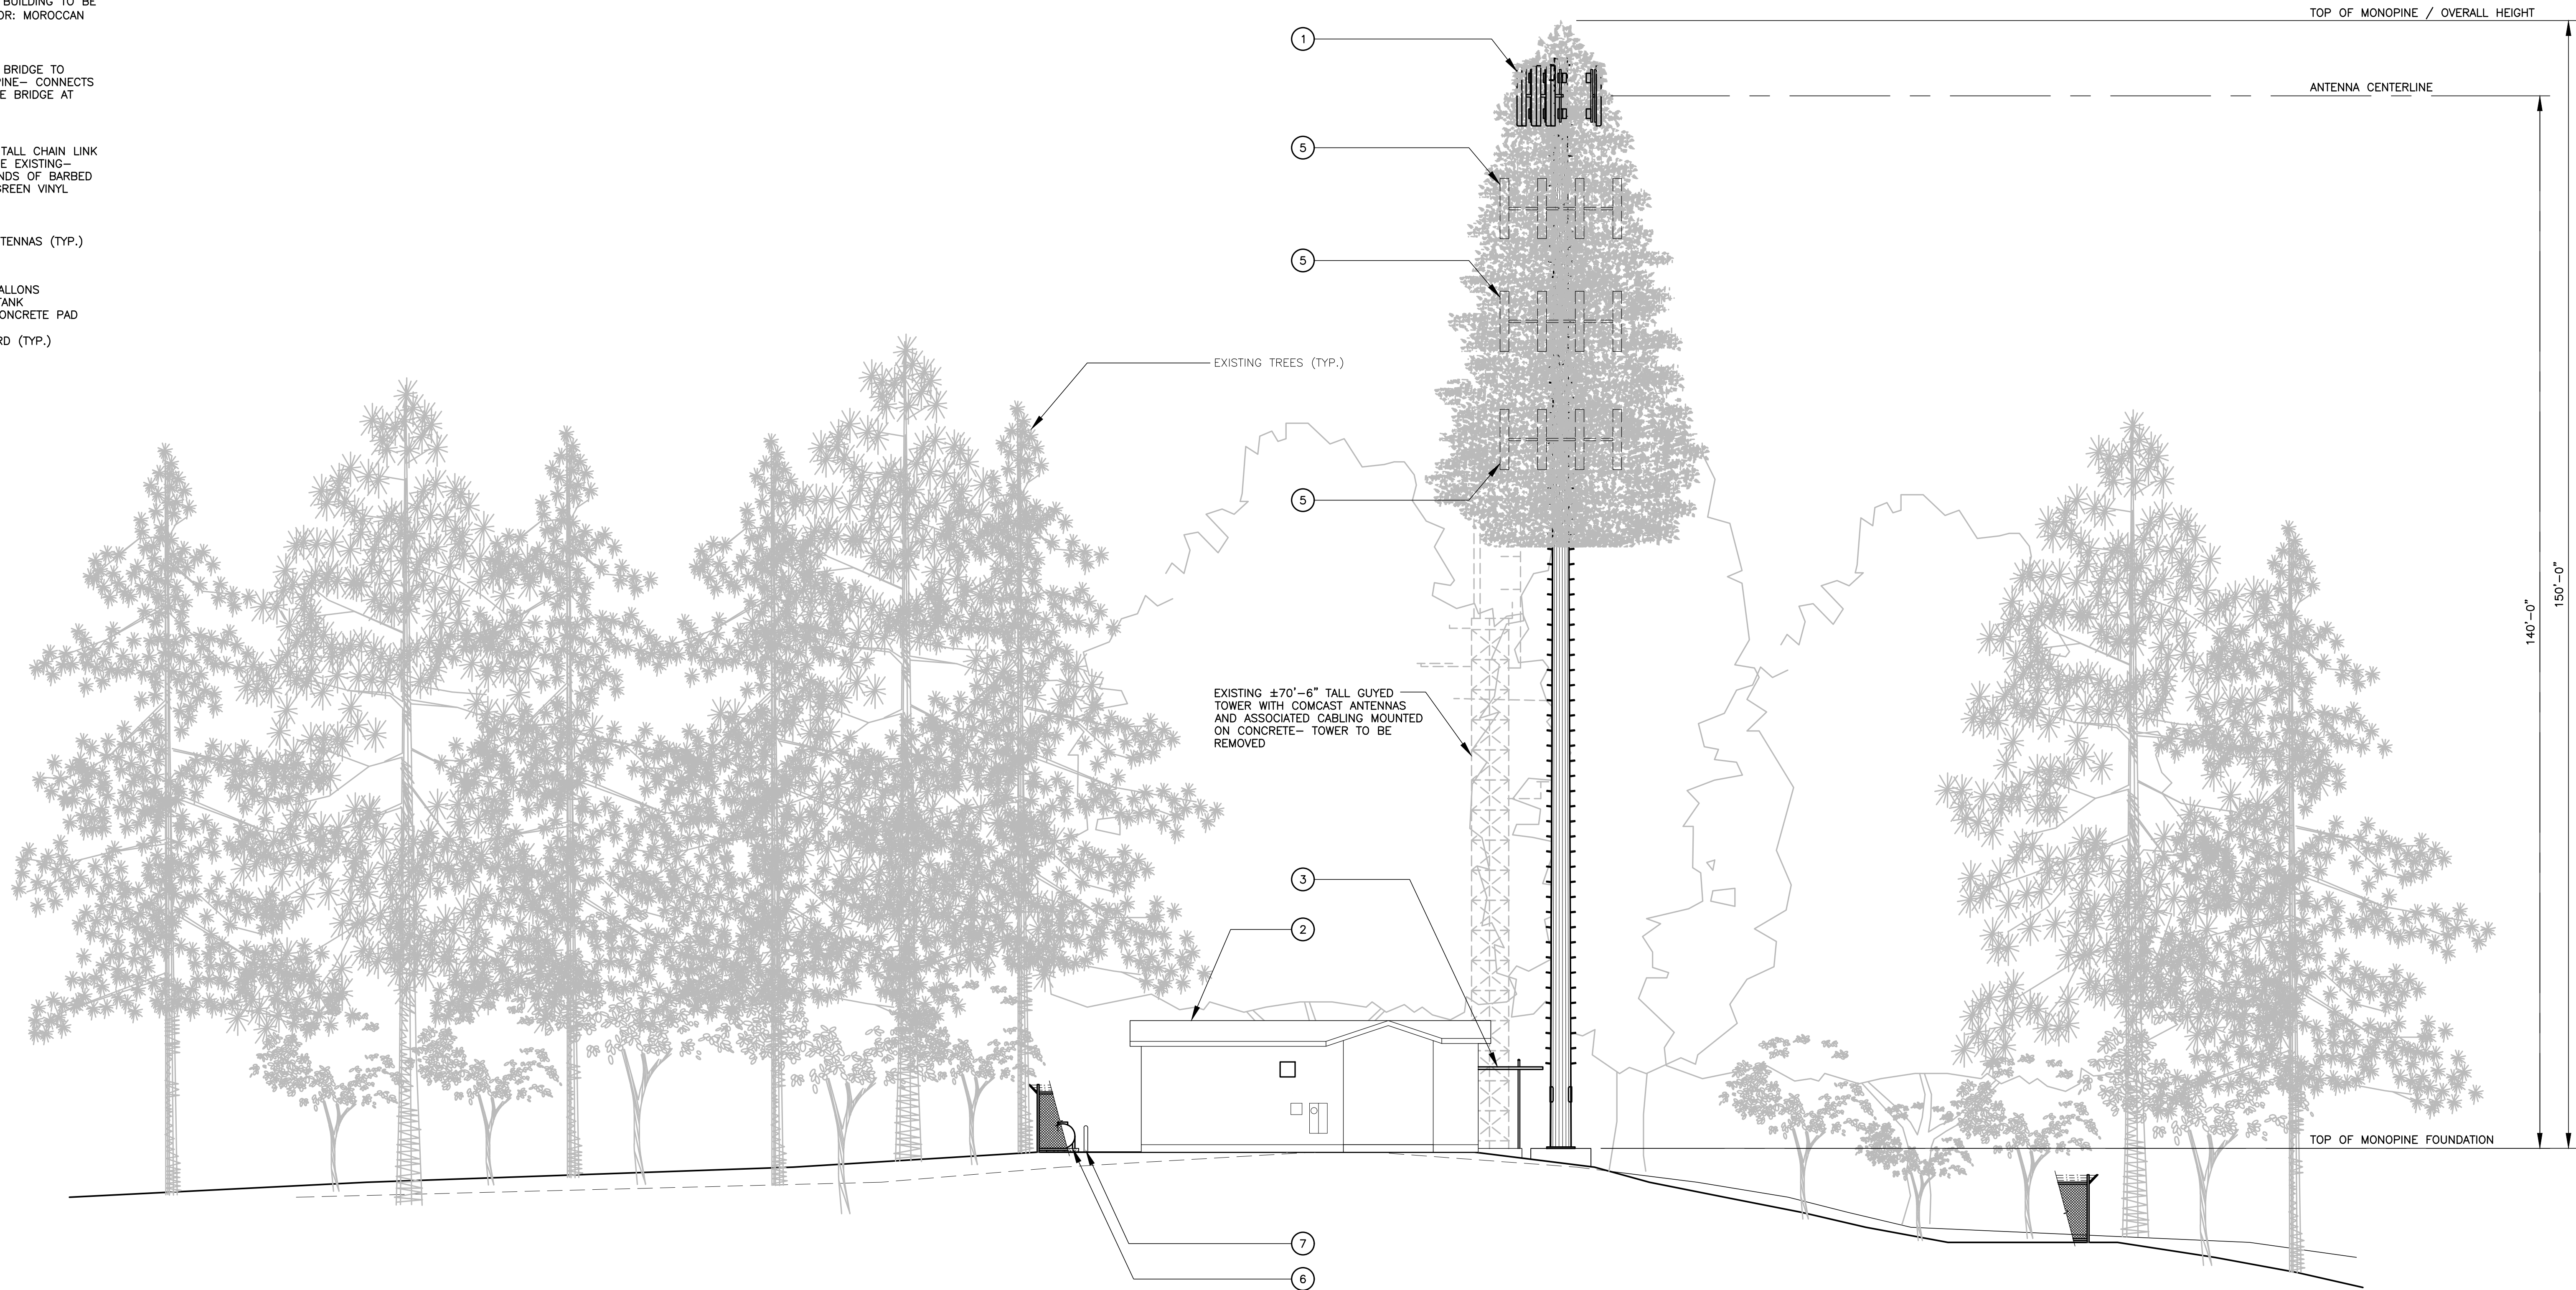 BUILDING TO BE
OR: MOROCCAN
BRIDGE TO
PINE– CONNECTS
E BRIDGE AT
TALL CHAIN LINK
E EXISTING–
NDS OF BARBED
GREEN VINYL
TENNAS (TYP.)
ALLONS
TANK
ONCRETE PAD
RD (TYP.)
TOP OF MONOPINE / OVERALL HEIGHT
1
ANTENNA CENTERLINE
5
5
EXISTING TREES (TYP.)
5
150'-0"
140'-0"
EXISTING ±70'-6" TALL GUYED
TOWER WITH COMCAST ANTENNAS
AND ASSOCIATED CABLING MOUNTED
ON CONCRETE– TOWER TO BE
REMOVED
3
2
TOP OF MONOPINE FOUNDATION
7
6